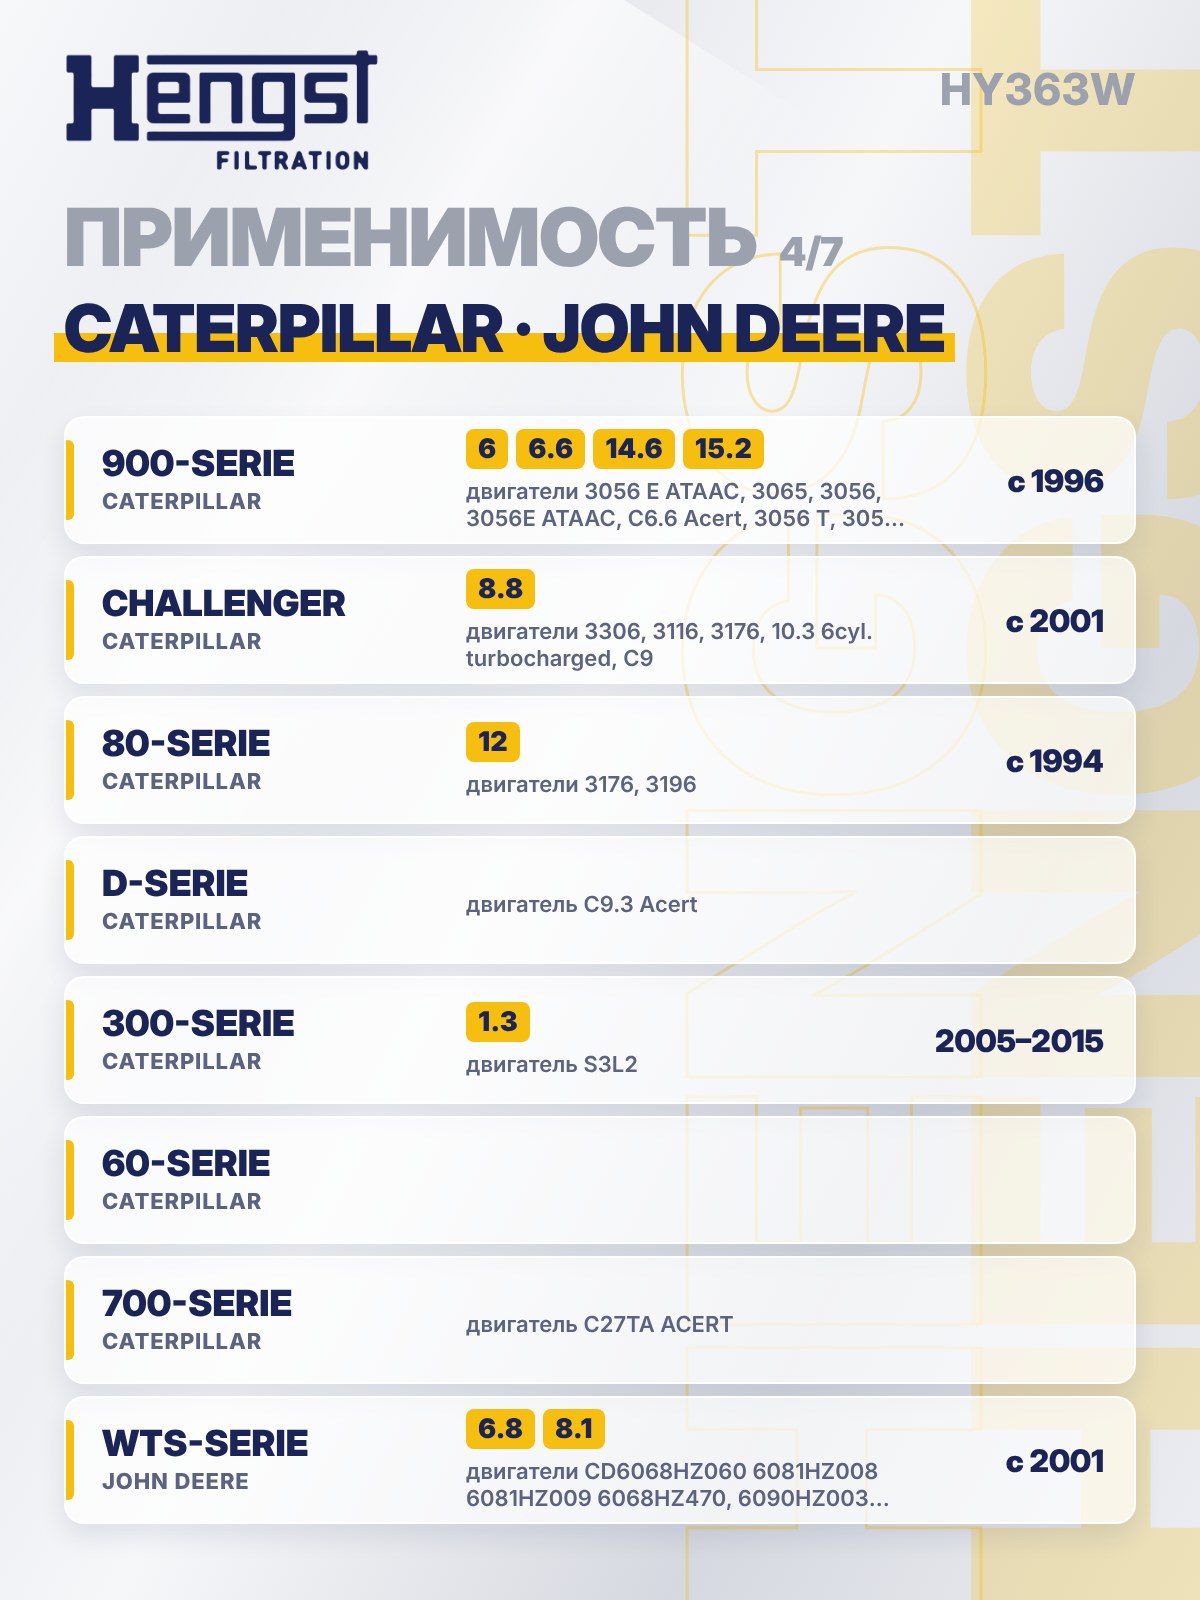 Hengst
FILTRATION
HY363W
ПРИМЕНИМОСТЬ 4/7
CATERPILLAR · JOHN DEERE
900-SERIE
CATERPILLAR
6 6.6 14.6 15.2
двигатели 3056 E ATAAC, 3065, 3056,
3056E ATAAC, C6.6 Acert, 3056 T, 305...
с 1996
CHALLENGER
CATERPILLAR
8.8
двигатели 3306, 3116, 3176, 10.3 6cyl.
turbocharged, C9
с 2001
80-SERIE
CATERPILLAR
12
двигатели 3176, 3196
с 1994
D-SERIE
CATERPILLAR
двигатель C9.3 Acert
300-SERIE
CATERPILLAR
1.3
двигатель S3L2
2005–2015
60-SERIE
CATERPILLAR
700-SERIE
CATERPILLAR
двигатель C27TA ACERT
WTS-SERIE
JOHN DEERE
6.8 8.1
двигатели CD6068HZ060 6081HZ008
6081HZ009 6068HZ470, 6090HZ003...
с 2001
HENGST
HENGST